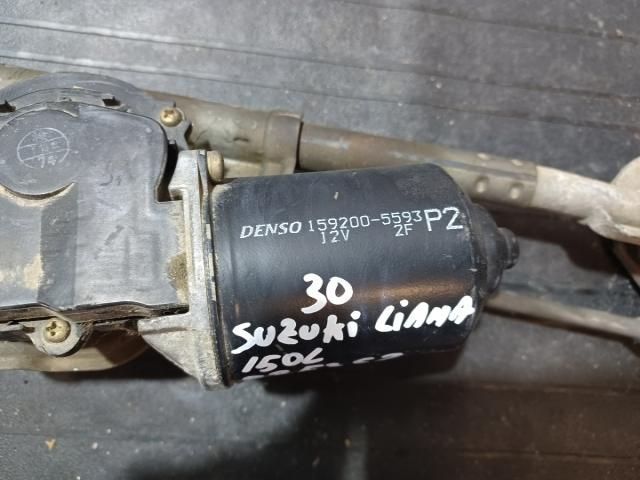 DENSO 159200-5593 P2
12V 2F
30
SUZUKI LiANA
150L